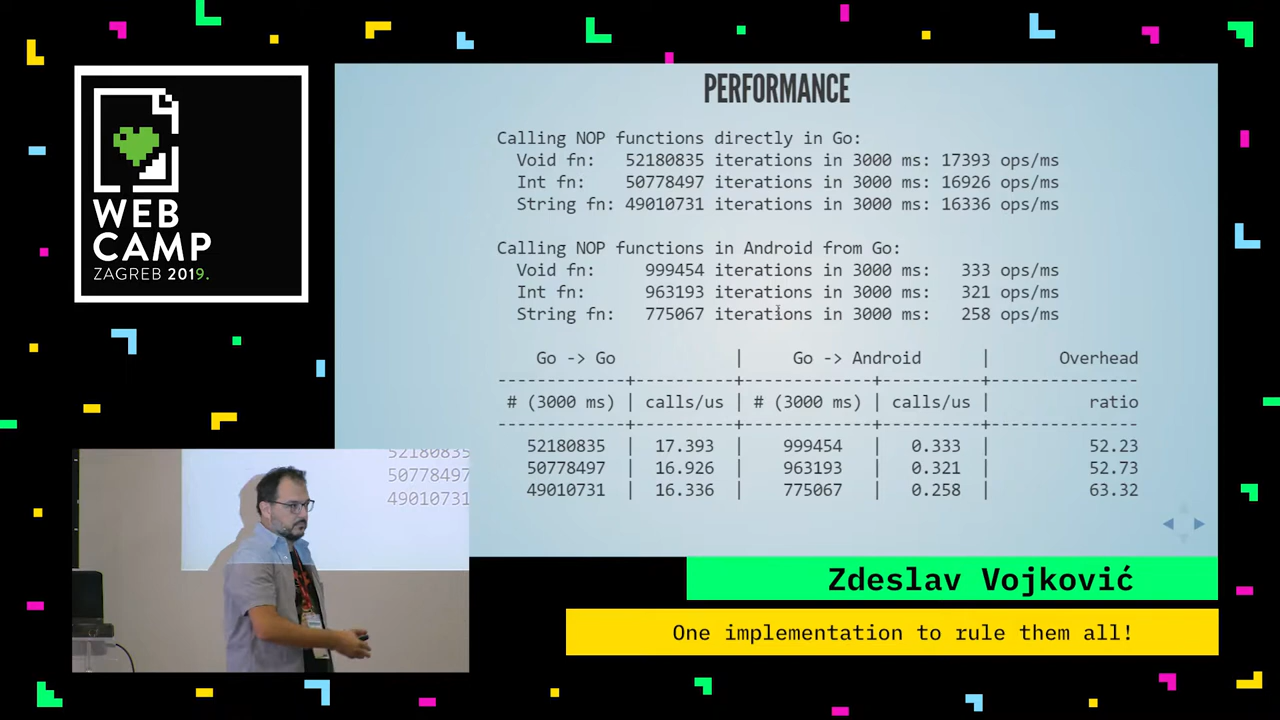 WEB
CAMP
ZAGREB 2019.
PERFORMANCE
Calling NOP functions directly in Go:
Void fn: 52180835 iterations in 3000 ms: 17393 ops/ms
Int fn: 50778497 iterations in 3000 ms: 16926 ops/ms
String fn: 49010731 iterations in 3000 ms: 16336 ops/ms
Calling NOP functions in Android from Go:
Void fn: 999454 iterations in 3000 ms: 333 ops/ms
Int fn: 963193 iterations in 3000 ms: 321 ops/ms
String fn: 775067 iterations in 3000 ms: 258 ops/ms
Go -> Go | Go -> Android | Overhead
-------------+----------+-------------+----------+---------------
# (3000 ms) | calls/us | # (3000 ms) | calls/us | ratio
-------------+----------+-------------+----------+---------------
52180835 | 17.393 | 999454 | 0.333 | 52.23
50778497 | 16.926 | 963193 | 0.321 | 52.73
49010731 | 16.336 | 775067 | 0.258 | 63.32
52180835
50778497
49010731
Zdeslav Vojković
One implementation to rule them all!